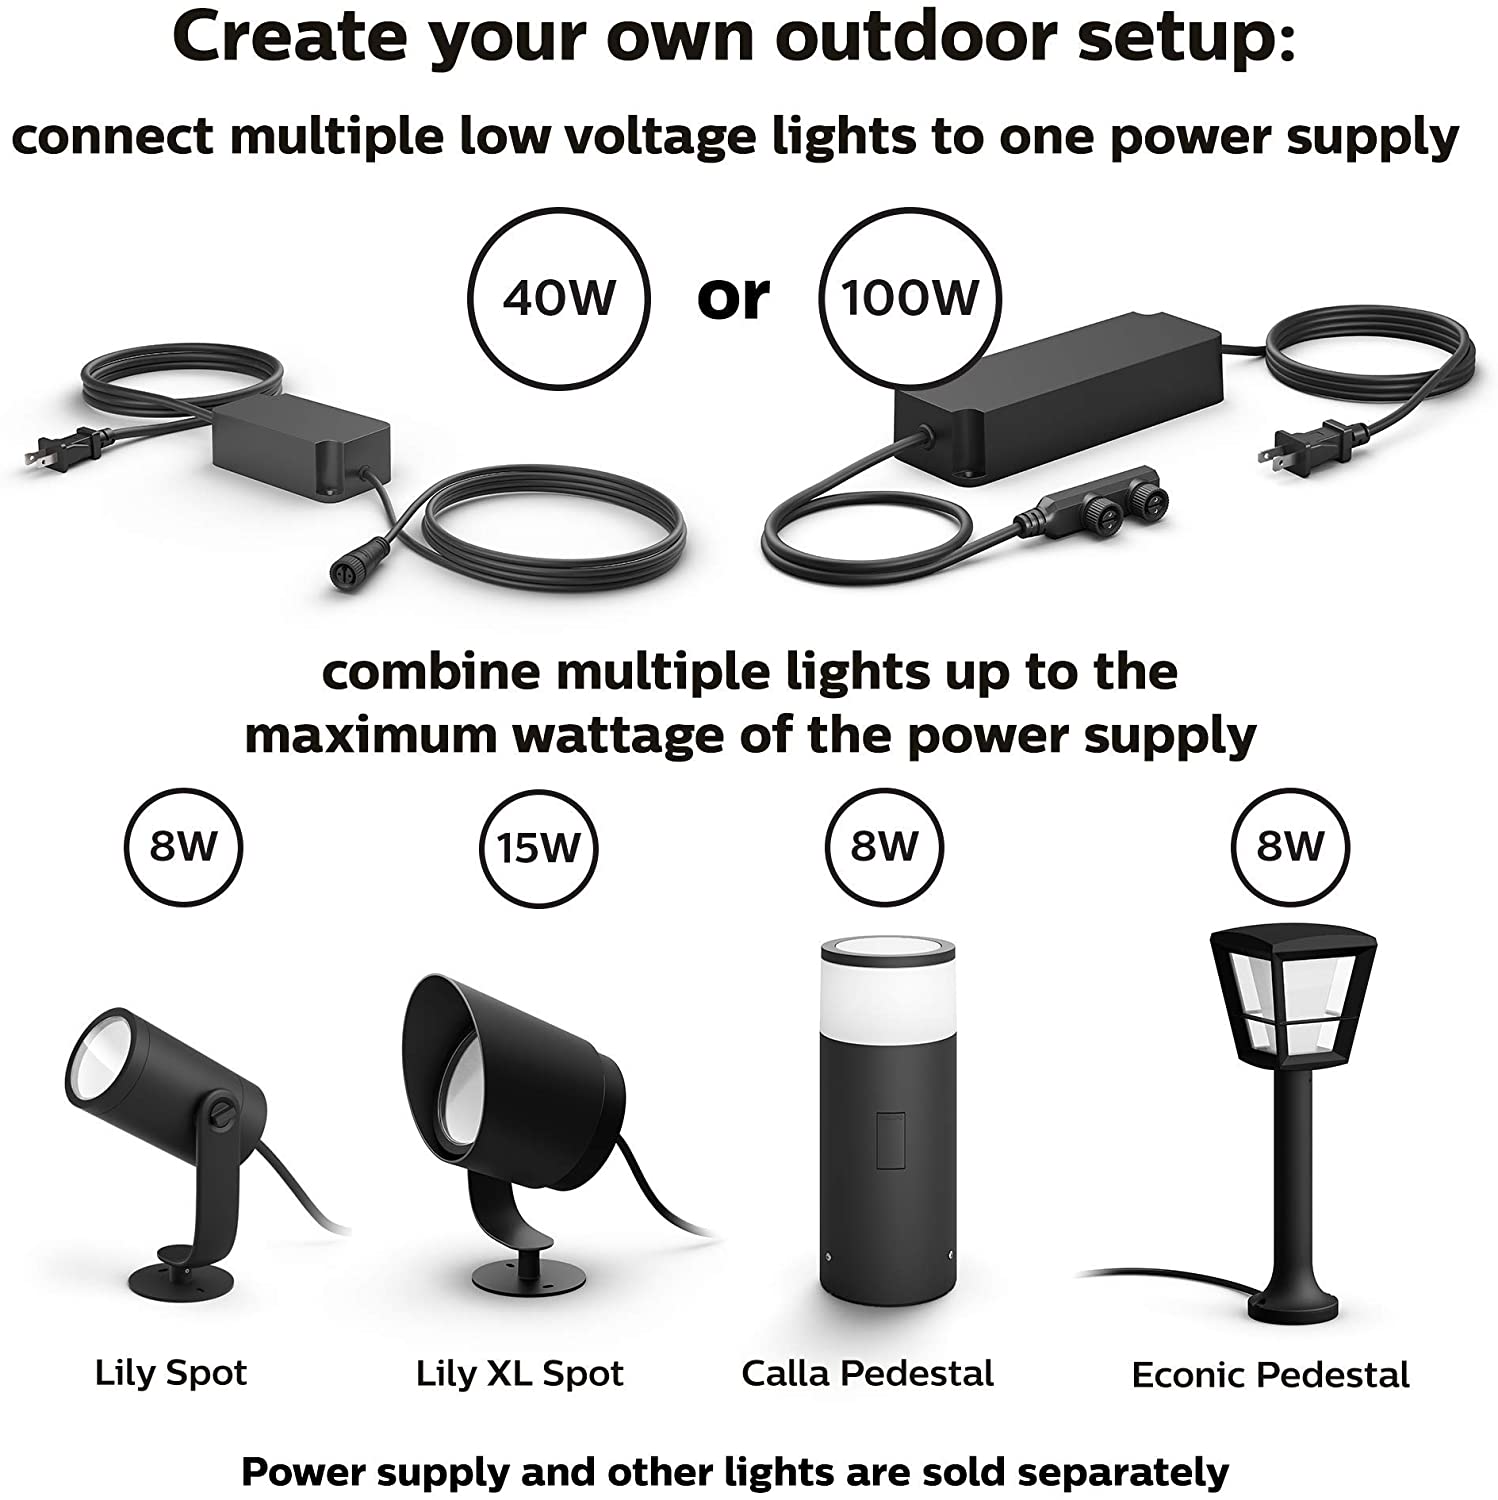 Create your own outdoor setup:
connect multiple low voltage lights to one power supply
40W or 100W
combine multiple lights up to the
maximum wattage of the power supply
8W 15W 8W 8W
Lily Spot Lily XL Spot Calla Pedestal Econic Pedestal
Power supply and other lights are sold separately